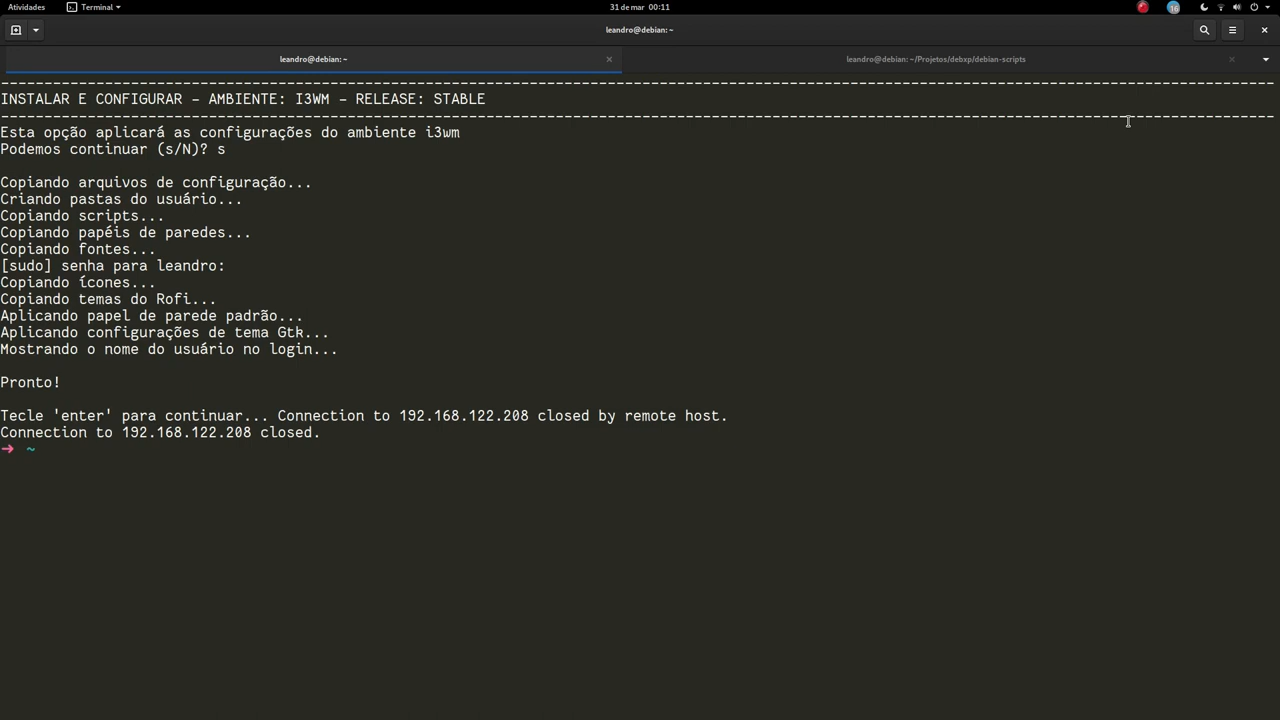 Atividades
Terminal
31 de mar 00:11
16
leandro@debian: ~
leandro@debian: ~
leandro@debian: ~/Projetos/debxp/debian-scripts
--------------------------------------------------------------------------------------------------------------------------------------------------
INSTALAR E CONFIGURAR - AMBIENTE: I3WM - RELEASE: STABLE
--------------------------------------------------------------------------------------------------------------------------------------------------
Esta opção aplicará as configurações do ambiente i3wm
Podemos continuar (s/N)? s
Copiando arquivos de configuração...
Criando pastas do usuário...
Copiando scripts...
Copiando papéis de paredes...
Copiando fontes...
[sudo] senha para leandro:
Copiando ícones...
Copiando temas do Rofi...
Aplicando papel de parede padrão...
Aplicando configurações de tema Gtk...
Mostrando o nome do usuário no login...
Pronto!
Tecle 'enter' para continuar... Connection to 192.168.122.208 closed by remote host.
Connection to 192.168.122.208 closed.
→ ~